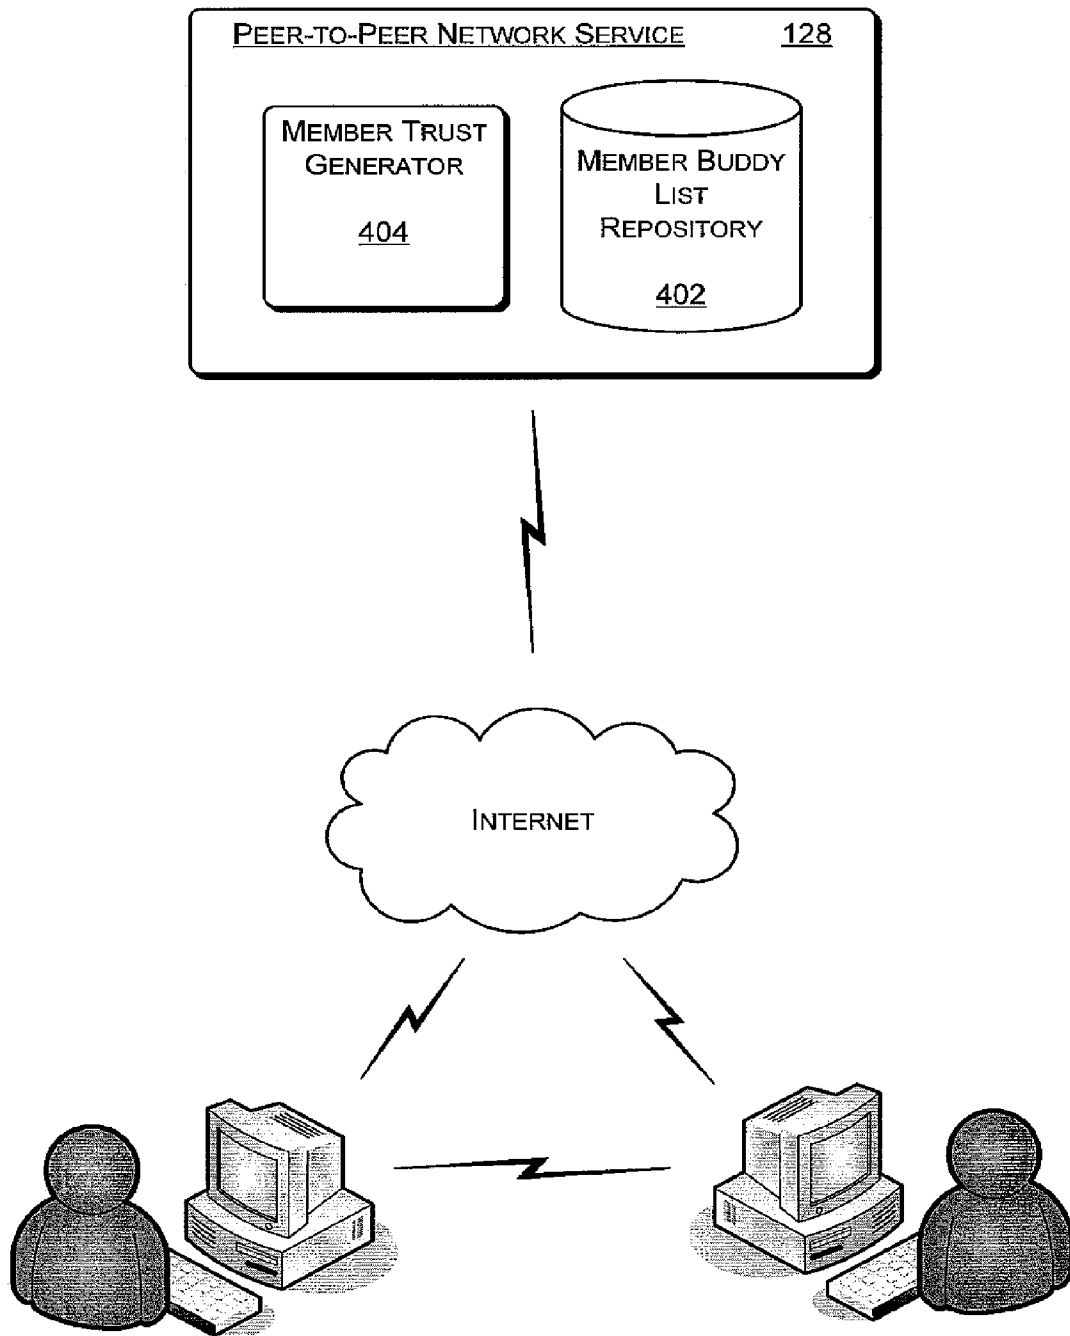 PEER-TO-PEER NETWORK SERVICE 128
MEMBER TRUST
GENERATOR
404
MEMBER BUDDY
LIST
REPOSITORY
402
INTERNET